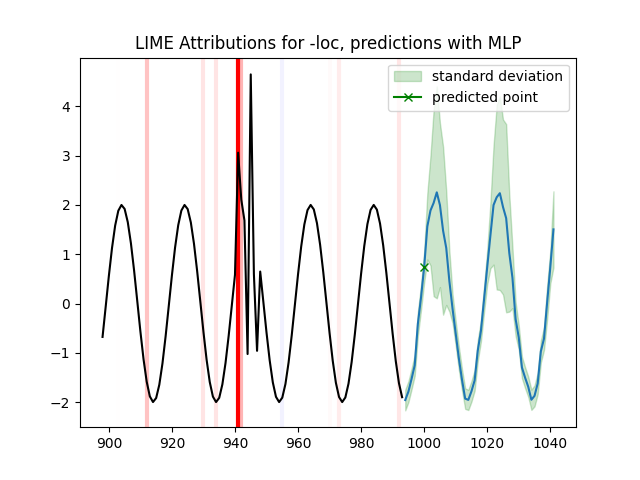 LIME Attributions for -loc, predictions with MLP
standard deviation
predicted point
4
3
2
1
0
−1
−2
900 920 940 960 980 1000 1020 1040